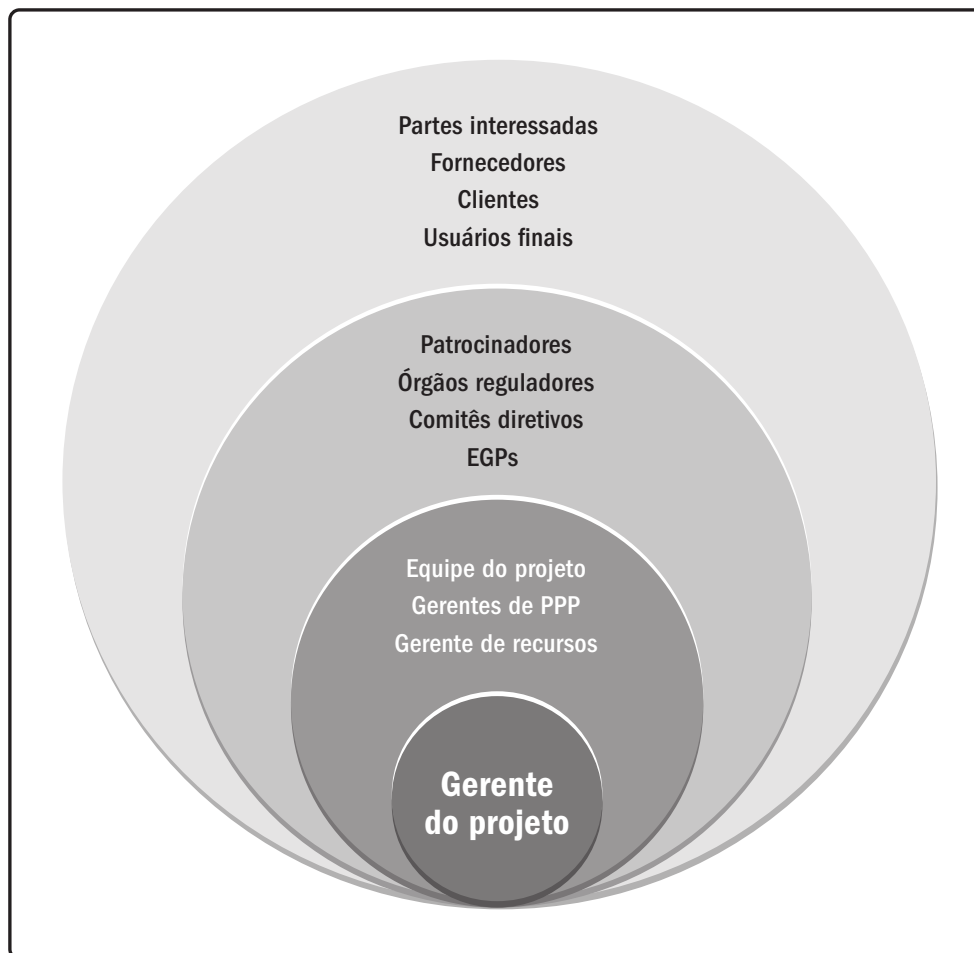 Partes interessadas
Fornecedores
Clientes
Usuários finais
Patrocinadores
Órgãos reguladores
Comitês diretivos
EGPs
Equipe do projeto
Gerentes de PPP
Gerente de recursos
Gerente
do projeto